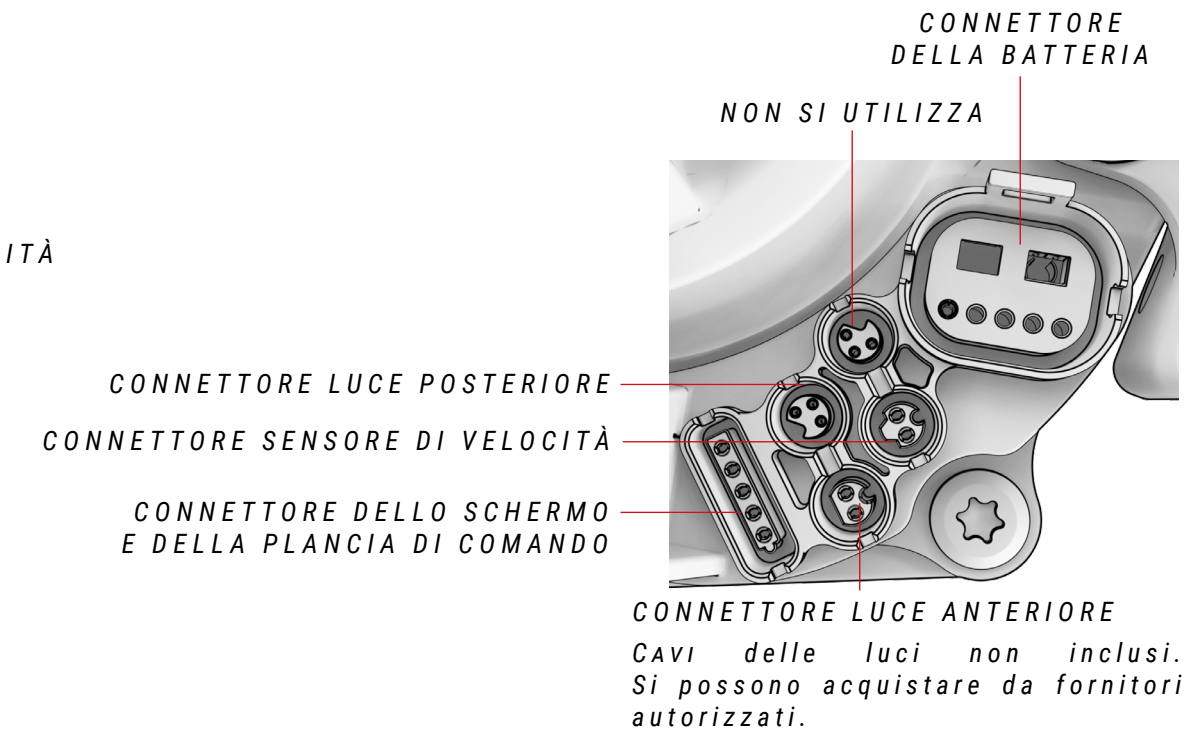 CONNETTORE
DELLA BATTERIA
NON SI UTILIZZA
ITÀ
CONNETTORE LUCE POSTERIORE
CONNETTORE SENSORE DI VELOCITÀ
CONNETTORE DELLO SCHERMO
E DELLA PLANCIA DI COMANDO
CONNETTORE LUCE ANTERIORE
CAVI delle luci non inclusi.
Si possono acquistare da fornitori
autorizzati.